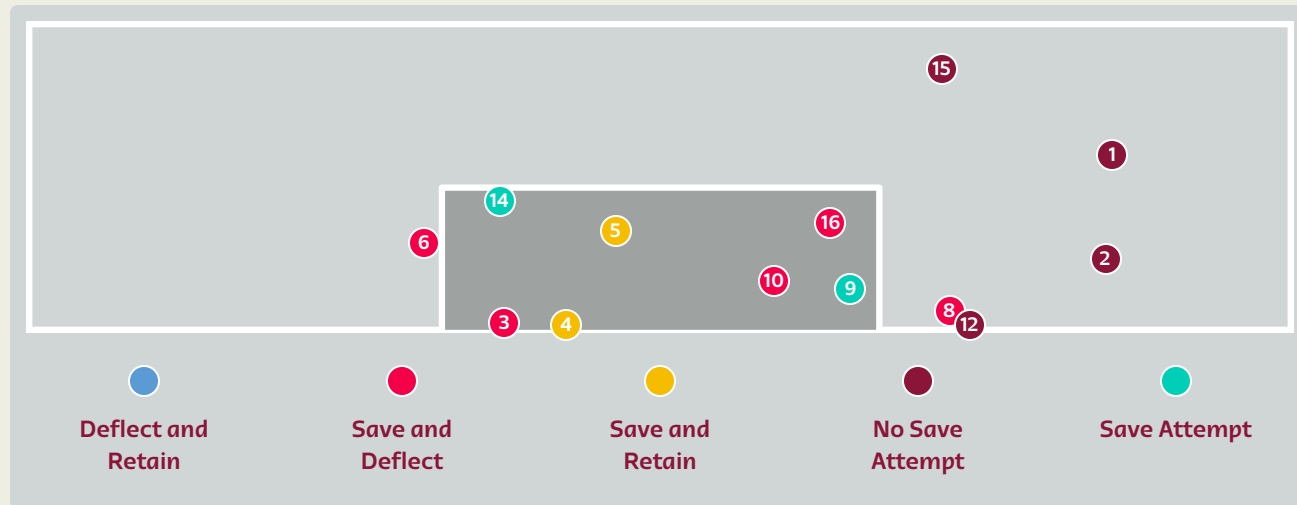 15
1
14
5
16
6
2
10
9
8
3
4
12
Deflect and
Retain
Save and
Deflect
Save and
Retain
No Save
Attempt
Save Attempt